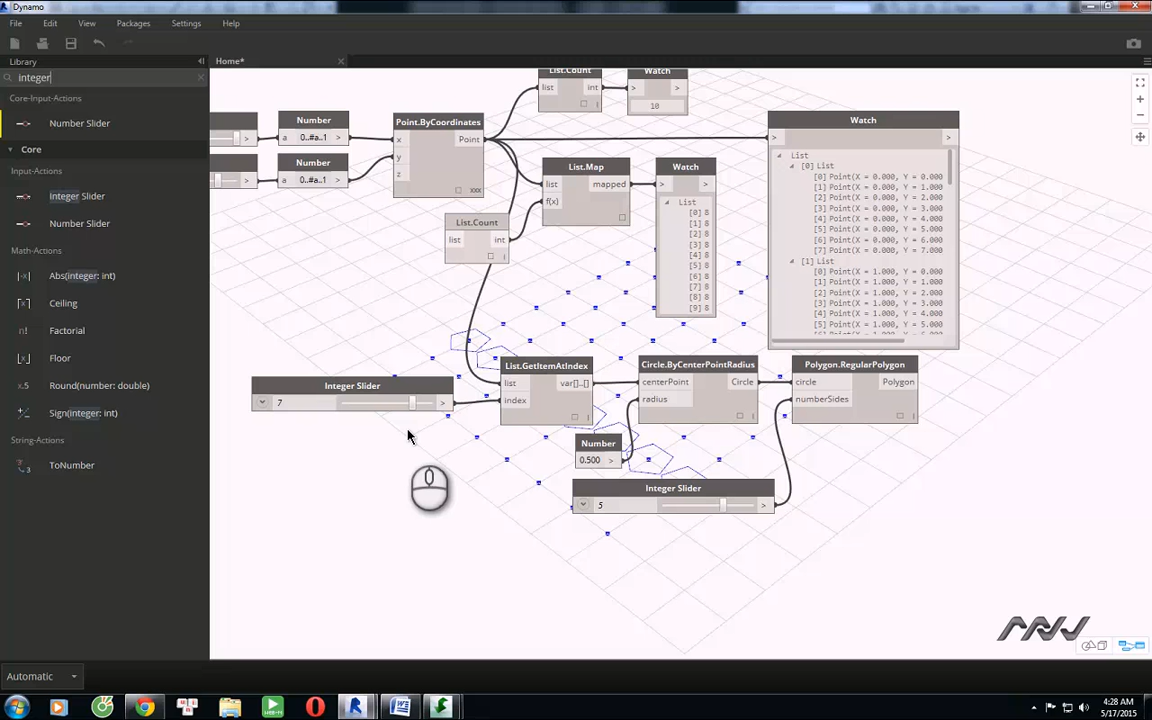 Dynamo
File Edit View Packages Settings Help
Library
Home*
integer
Core-Input-Actions
Number Slider
Core
Input-Actions
Integer Slider
Number Slider
Math-Actions
Abs(integer: int)
Ceiling
Factorial
n!
Floor
x.5 Round(number: double)
Sign(integer: int)
String-Actions
ToNumber
Automatic
Number
a 0..#a..1 >
Number
a 0..#a..1 >
Point.ByCoordinates
x Point
y
z
xxx
List.Count
list int
Watch
10
List.Map
list mapped
f(x)
Watch
List
[0] 8
[1] 8
[2] 8
[3] 8
[4] 8
[5] 8
[6] 8
[7] 8
[8] 8
[9] 8
List.Count
list int
Watch
List
[0] List
[0] Point(X = 0.000, Y = 0.000
[1] Point(X = 0.000, Y = 1.000
[2] Point(X = 0.000, Y = 2.000
[3] Point(X = 0.000, Y = 3.000
[4] Point(X = 0.000, Y = 4.000
[5] Point(X = 0.000, Y = 5.000
[6] Point(X = 0.000, Y = 6.000
[7] Point(X = 0.000, Y = 7.000
[1] List
[0] Point(X = 1.000, Y = 0.000
[1] Point(X = 1.000, Y = 1.000
[2] Point(X = 1.000, Y = 2.000
[3] Point(X = 1.000, Y = 3.000
[4] Point(X = 1.000, Y = 4.000
[5] Point(X = 1.000, Y = 5.000
Integer Slider
7
List.GetItemAtIndex
list var[]..[]
index
Circle.ByCenterPointRadius
centerPoint Circle
radius
Polygon.RegularPolygon
circle Polygon
numberSides
Number
0.500 >
Integer Slider
5
4:28 AM
5/17/2015